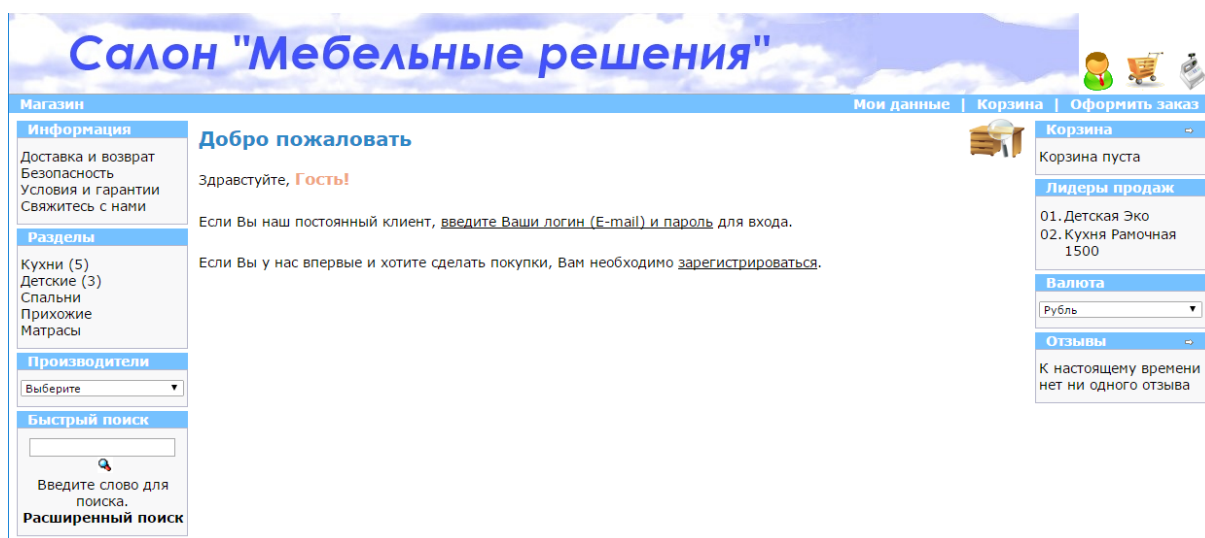 Салон "Мебельные решения"
Магазин
Мои данные | Корзина | Оформить заказ
Информация
Доставка и возврат
Безопасность
Условия и гарантии
Свяжитесь с нами
Разделы
Кухни (5)
Детские (3)
Спальни
Прихожие
Матрасы
Производители
Выберите
Быстрый поиск
Введите слово для
поиска.
Расширенный поиск
Добро пожаловать
Здравстуйте, Гость!
Если Вы наш постоянный клиент, введите Ваши логин (E-mail) и пароль для входа.
Если Вы у нас впервые и хотите сделать покупки, Вам необходимо зарегистрироваться.
Корзина
Корзина пуста
Лидеры продаж
01. Детская Эко
02. Кухня Рамочная
1500
Валюта
Рубль
Отзывы
К настоящему времени
нет ни одного отзыва